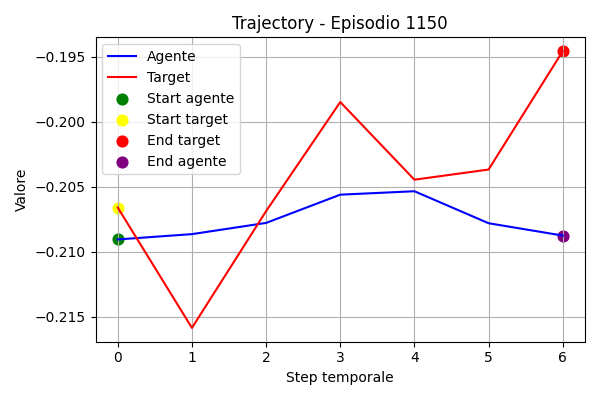 Trajectory - Episodio 1150
Agente
Target
Start agente
Start target
End target
End agente
Valore
−0.195
−0.200
−0.205
−0.210
−0.215
0 1 2 3 4 5 6
Step temporale